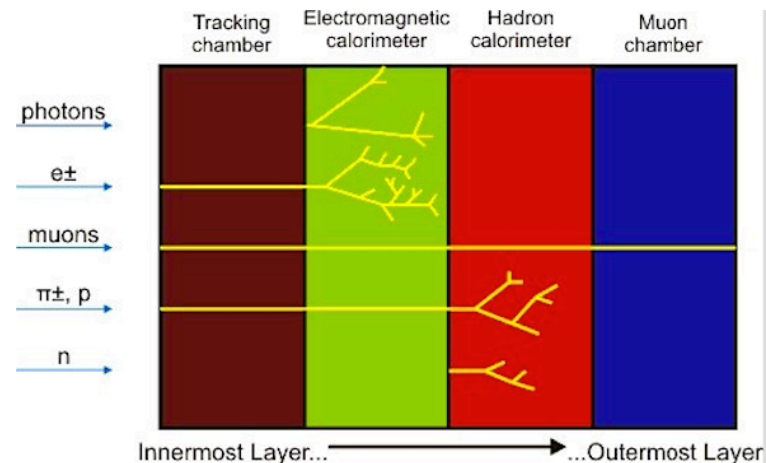 Tracking
chamber
Electromagnetic
calorimeter
Hadron
calorimeter
Muon
chamber
photons
e±
muons
π±, p
n
Innermost Layer... ...Outermost Layer